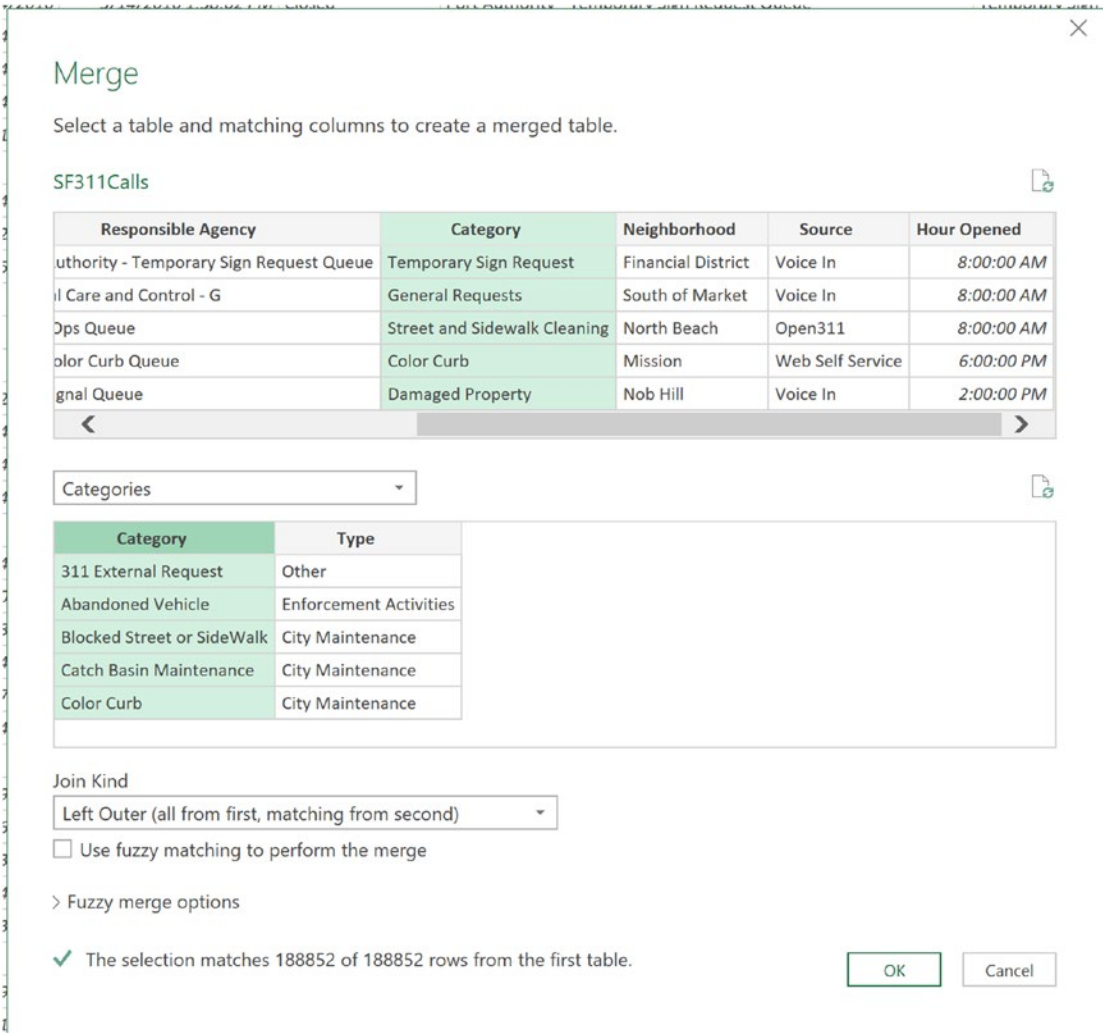 Merge
Select a table and matching columns to create a merged table.
SF311Calls
Responsible Agency Category Neighborhood Source Hour Opened
uthority - Temporary Sign Request Queue Temporary Sign Request Financial District Voice In 8:00:00 AM
l Care and Control - G General Requests South of Market Voice In 8:00:00 AM
Ops Queue Street and Sidewalk Cleaning North Beach Open311 8:00:00 AM
olor Curb Queue Color Curb Mission Web Self Service 6:00:00 PM
gnal Queue Damaged Property Nob Hill Voice In 2:00:00 PM
Categories
Category Type
311 External Request Other
Abandoned Vehicle Enforcement Activities
Blocked Street or SideWalk City Maintenance
Catch Basin Maintenance City Maintenance
Color Curb City Maintenance
Join Kind
Left Outer (all from first, matching from second)
Use fuzzy matching to perform the merge
Fuzzy merge options
The selection matches 188852 of 188852 rows from the first table.
OK Cancel